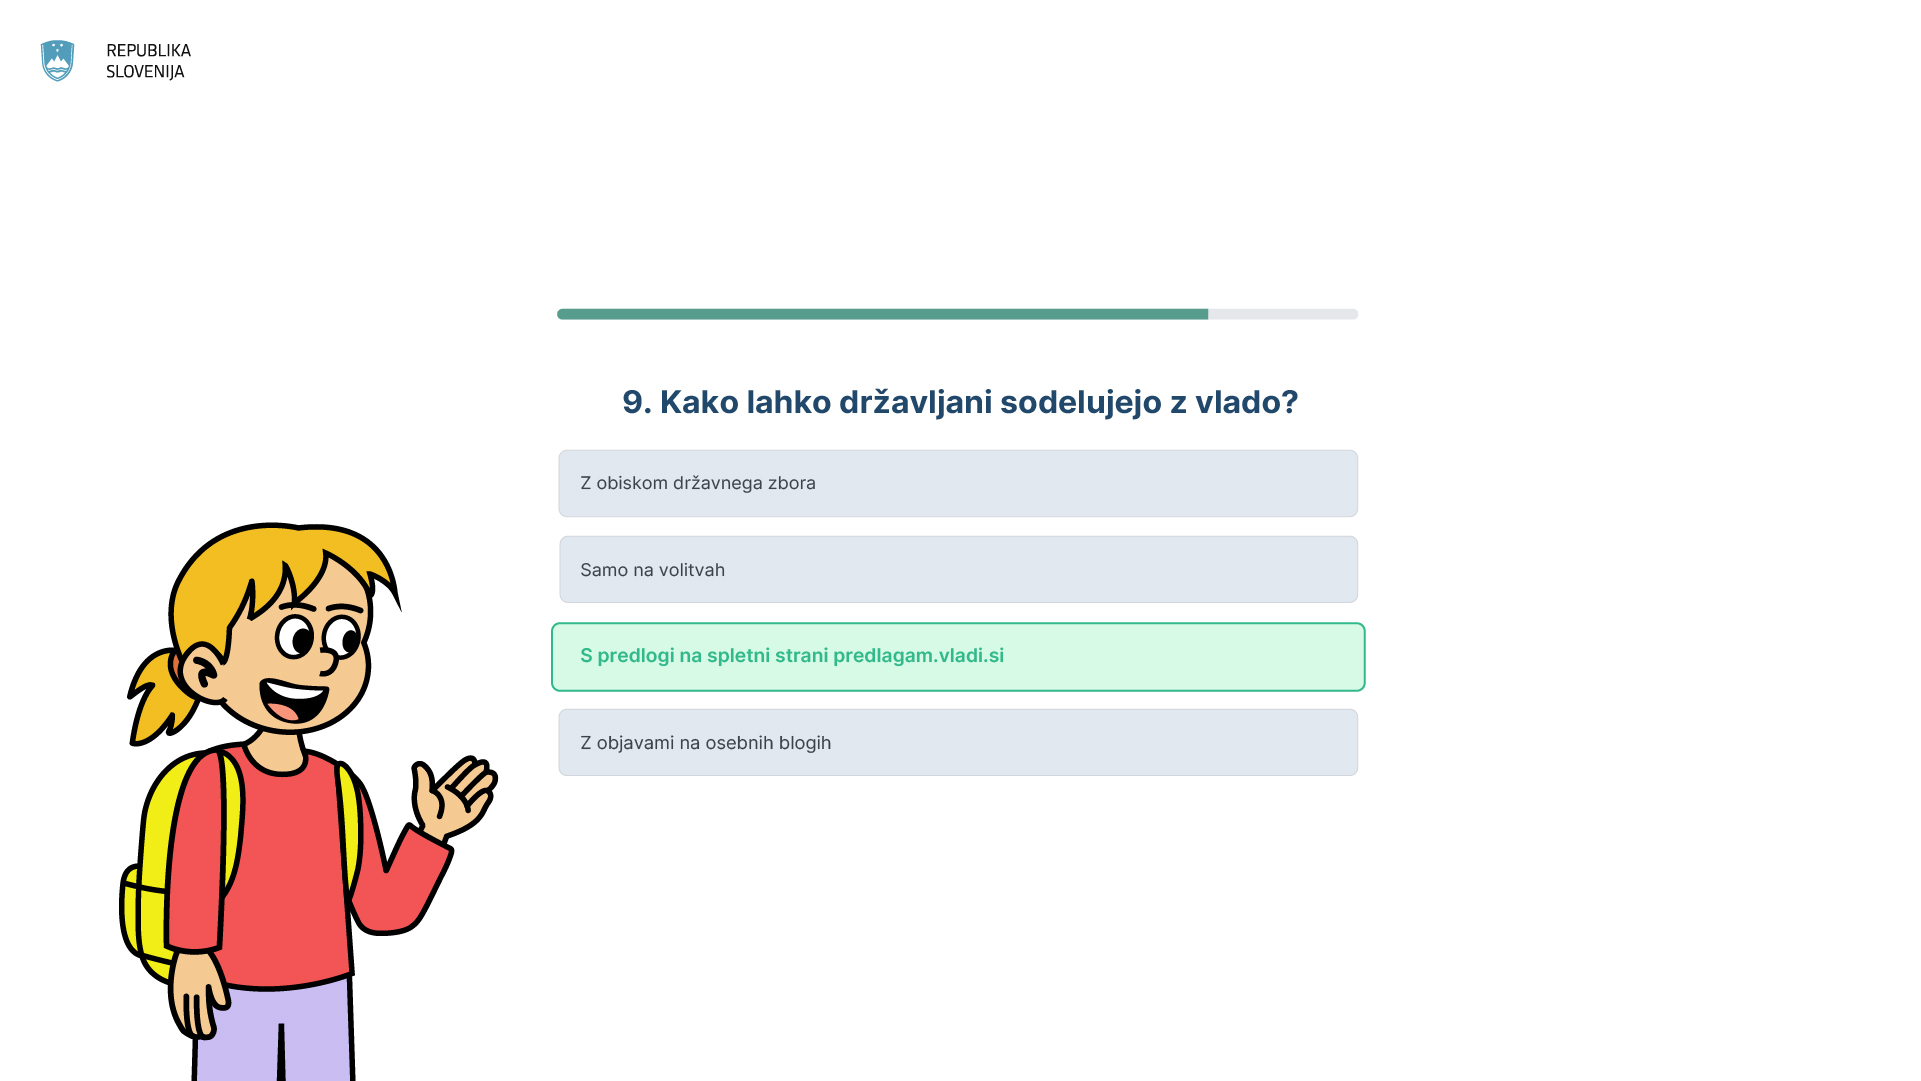 REPUBLIKA
SLOVENIJA
9. Kako lahko državljani sodelujejo z vlado?
Z obiskom državnega zbora
Samo na volitvah
S predlogi na spletni strani predlagam.vladi.si
Z objavami na osebnih blogih